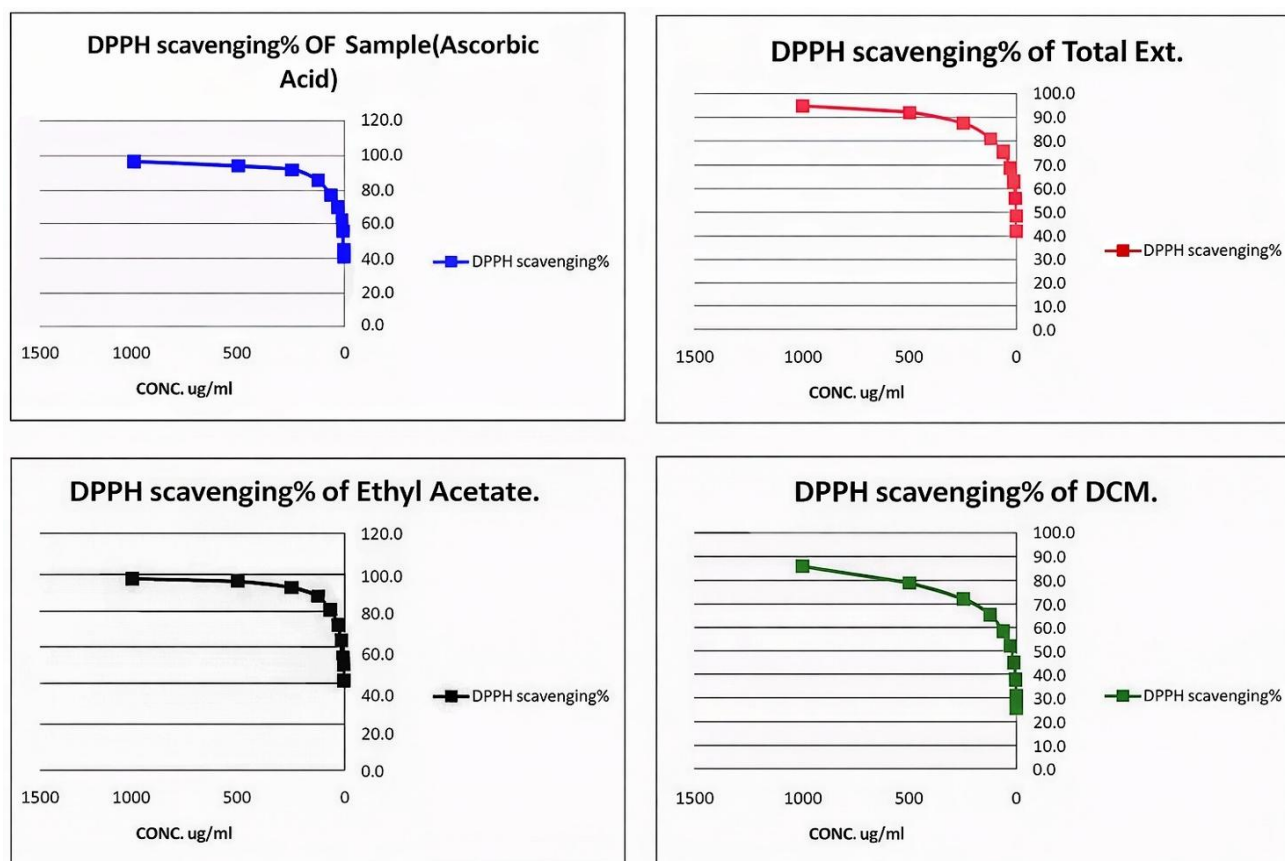 DPPH scavenging% OF Sample(Ascorbic
Acid)
120.0
100.0
80.0
60.0
40.0
20.0
0.0
1500 1000 500 0
CONC. ug/ml
DPPH scavenging%
DPPH scavenging% of Total Ext.
100.0
90.0
80.0
70.0
60.0
50.0
40.0
30.0
20.0
10.0
0.0
1500 1000 500 0
CONC. ug/ml
DPPH scavenging%
DPPH scavenging% of Ethyl Acetate.
120.0
100.0
80.0
60.0
40.0
20.0
0.0
1500 1000 500 0
CONC. ug/ml
DPPH scavenging%
DPPH scavenging% of DCM.
100.0
90.0
80.0
70.0
60.0
50.0
40.0
30.0
20.0
10.0
0.0
1500 1000 500 0
CONC. ug/ml
DPPH scavenging%